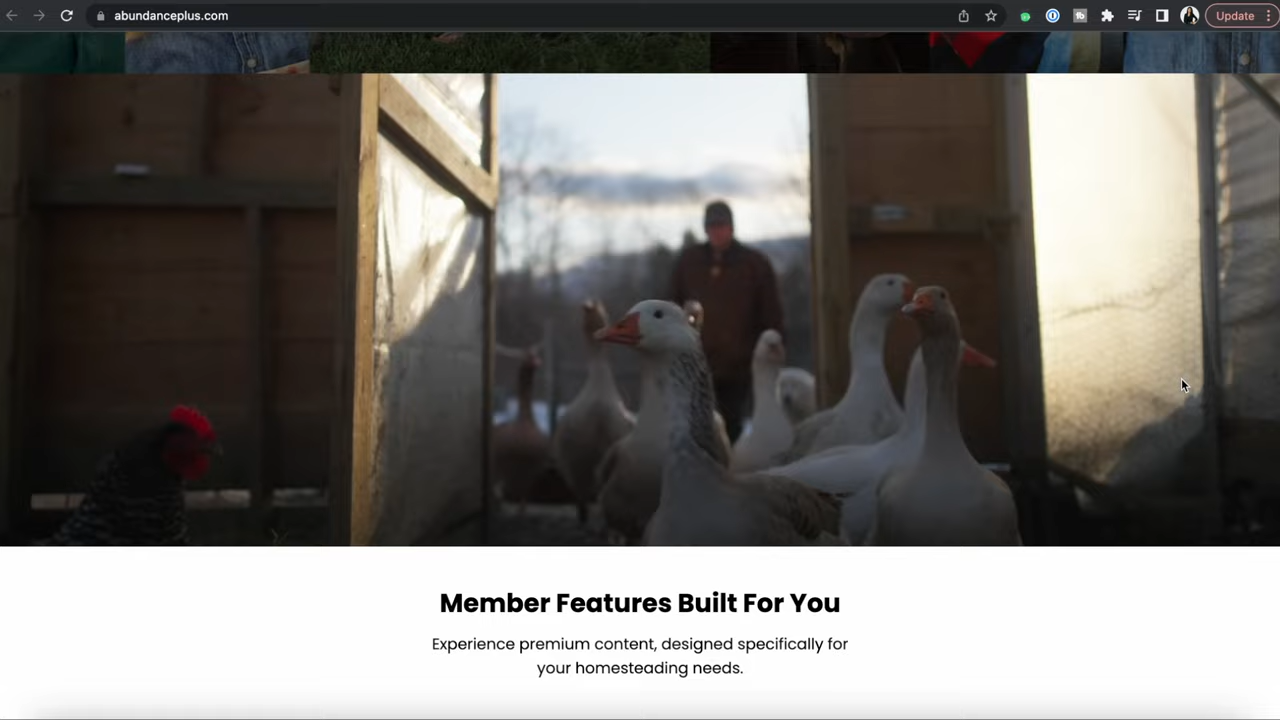 abundanceplus.com
Update
Member Features Built For You
Experience premium content, designed specifically for
your homesteading needs.